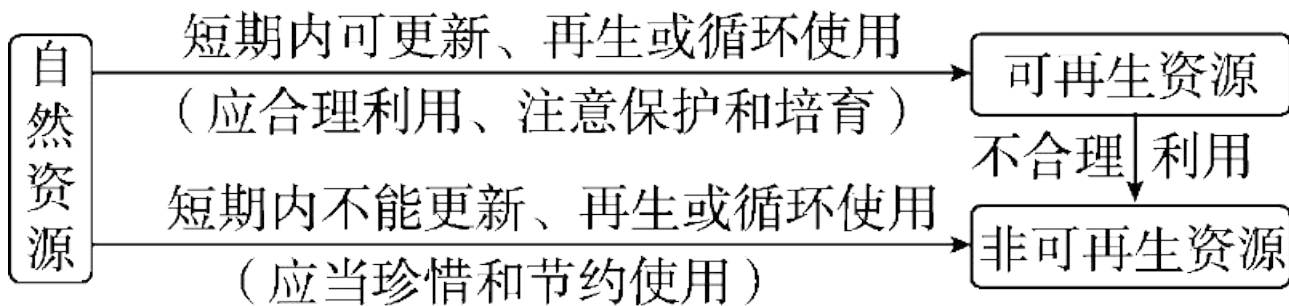 自然资源
短期内可更新、再生或循环使用
（应合理利用、注意保护和培育）
可再生资源
不合理利用
短期内不能更新、再生或循环使用
（应当珍惜和节约使用）
非可再生资源